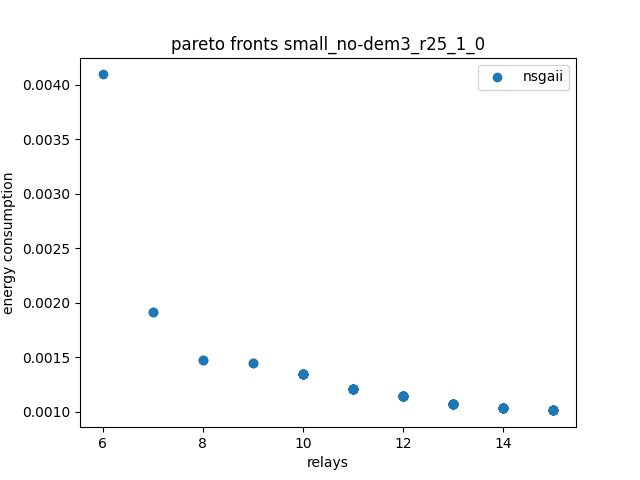 pareto fronts small_no-dem3_r25_1_0
nsgaii
0.0040
0.0035
0.0030
0.0025
0.0020
0.0015
0.0010
energy consumption
6 8 10 12 14
relays